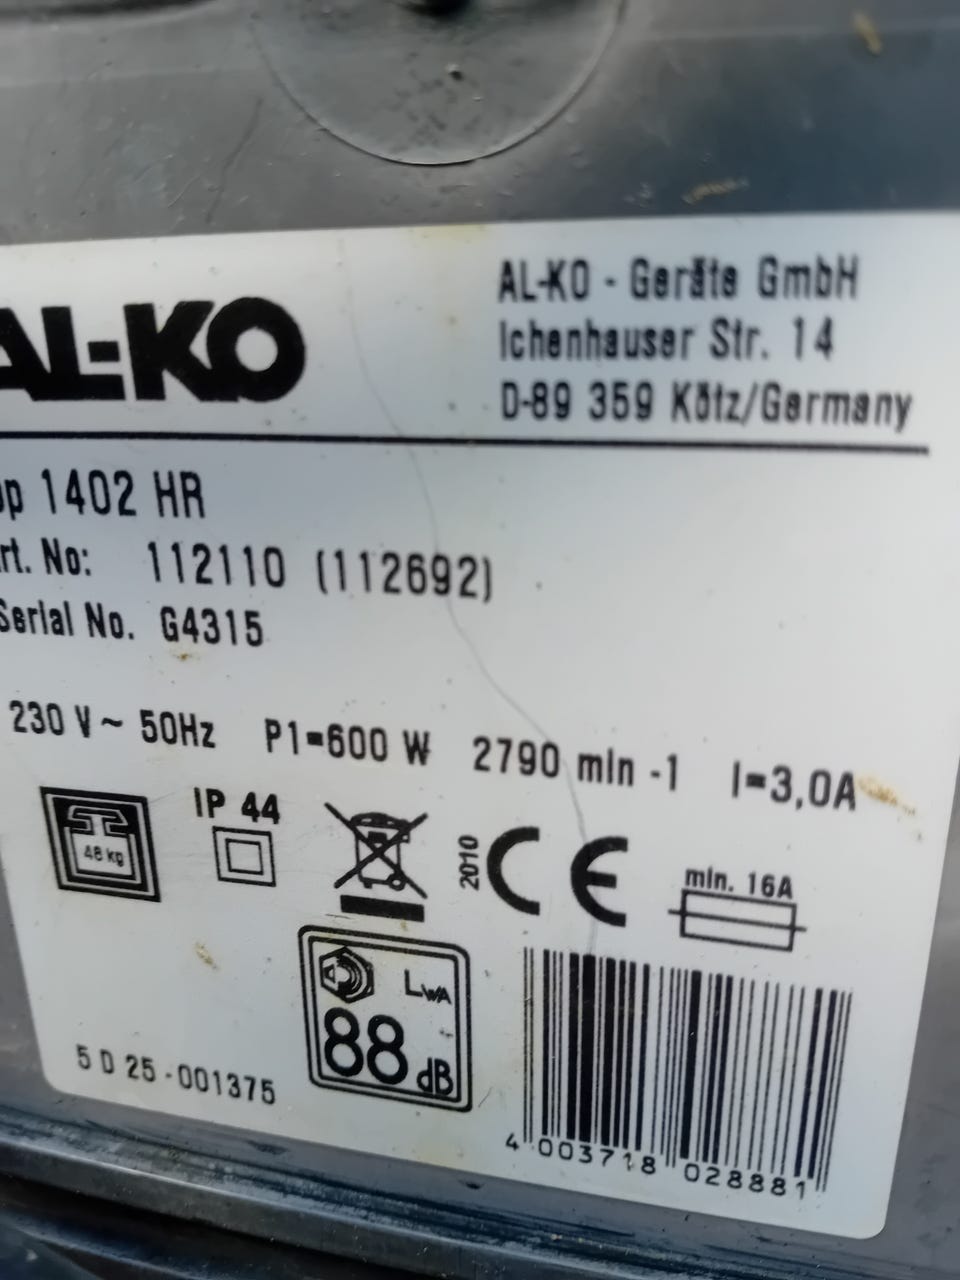 AL-KO
AL-KO - Geräte GmbH
Ichenhauser Str. 14
D-89 359 Kötz/Germany
yp 1402 HR
rt. No: 112110 (112692)
Serial No. G4315
230 V ~ 50Hz P1=600 W 2790 min -1 I=3,0A
48 kg
IP 44
2010
CE
min. 16A
LWA
88 dB
5 D 25 - 001375
4 003718 028881